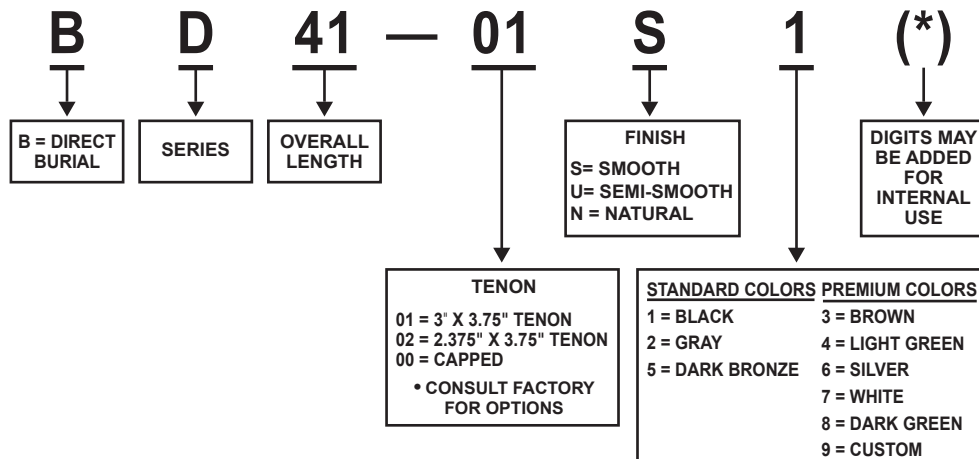 B D 41 — 01 S 1 (*)
B = DIRECT
BURIAL
SERIES
OVERALL
LENGTH
FINISH
S= SMOOTH
U= SEMI-SMOOTH
N = NATURAL
DIGITS MAY
BE ADDED
FOR
INTERNAL
USE
TENON
01 = 3" X 3.75" TENON
02 = 2.375" X 3.75" TENON
00 = CAPPED
• CONSULT FACTORY
FOR OPTIONS
STANDARD COLORS
1 = BLACK
2 = GRAY
5 = DARK BRONZE
PREMIUM COLORS
3 = BROWN
4 = LIGHT GREEN
6 = SILVER
7 = WHITE
8 = DARK GREEN
9 = CUSTOM